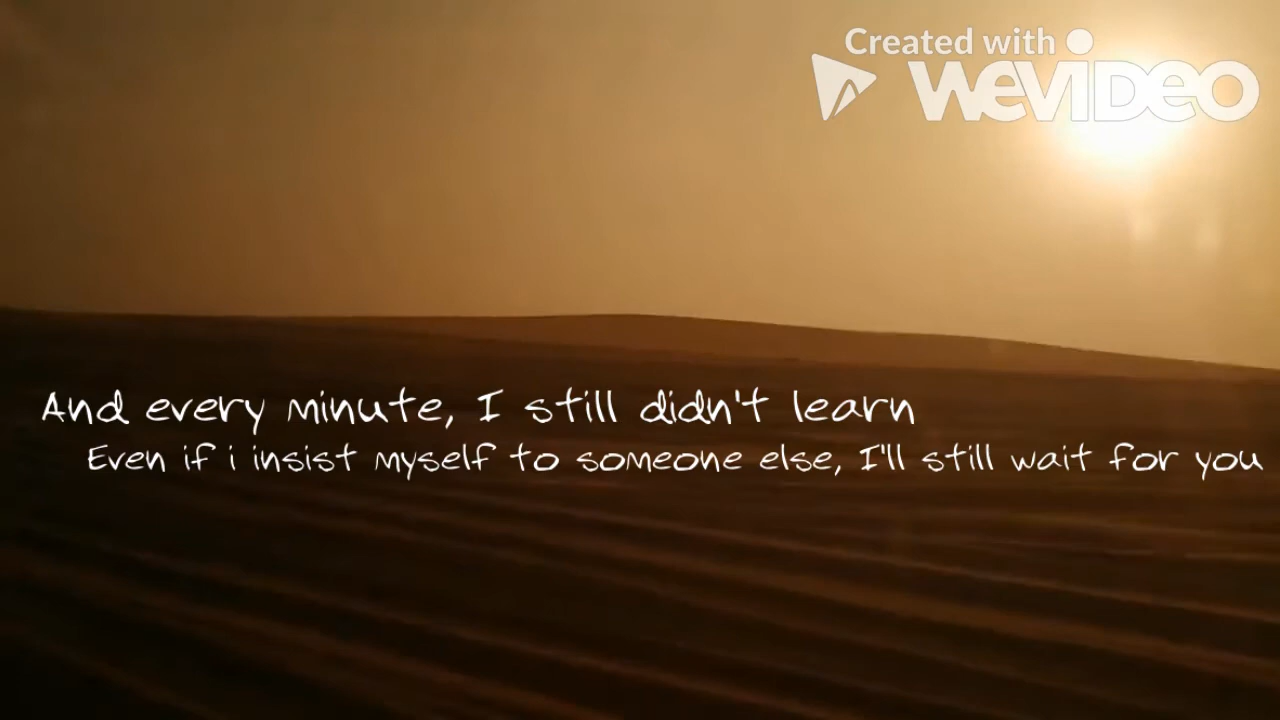 Created with
WeVideo
And every minute, I still didn't learn
Even if i insist myself to someone else, I'll still wait for you